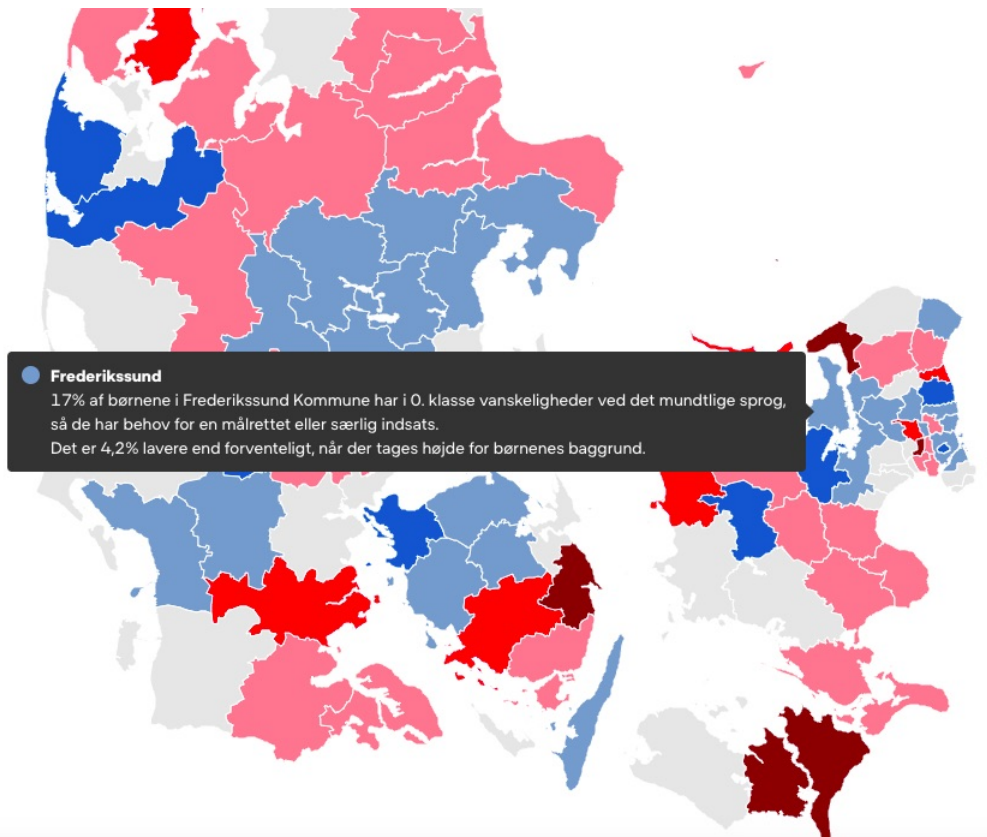 Frederikssund
17% af børnene i Frederikssund Kommune har i 0. klasse vanskeligheder ved det mundtlige sprog,
så de har behov for en målrettet eller særlig indsats.
Det er 4,2% lavere end forventeligt, når der tages højde for børnenes baggrund.